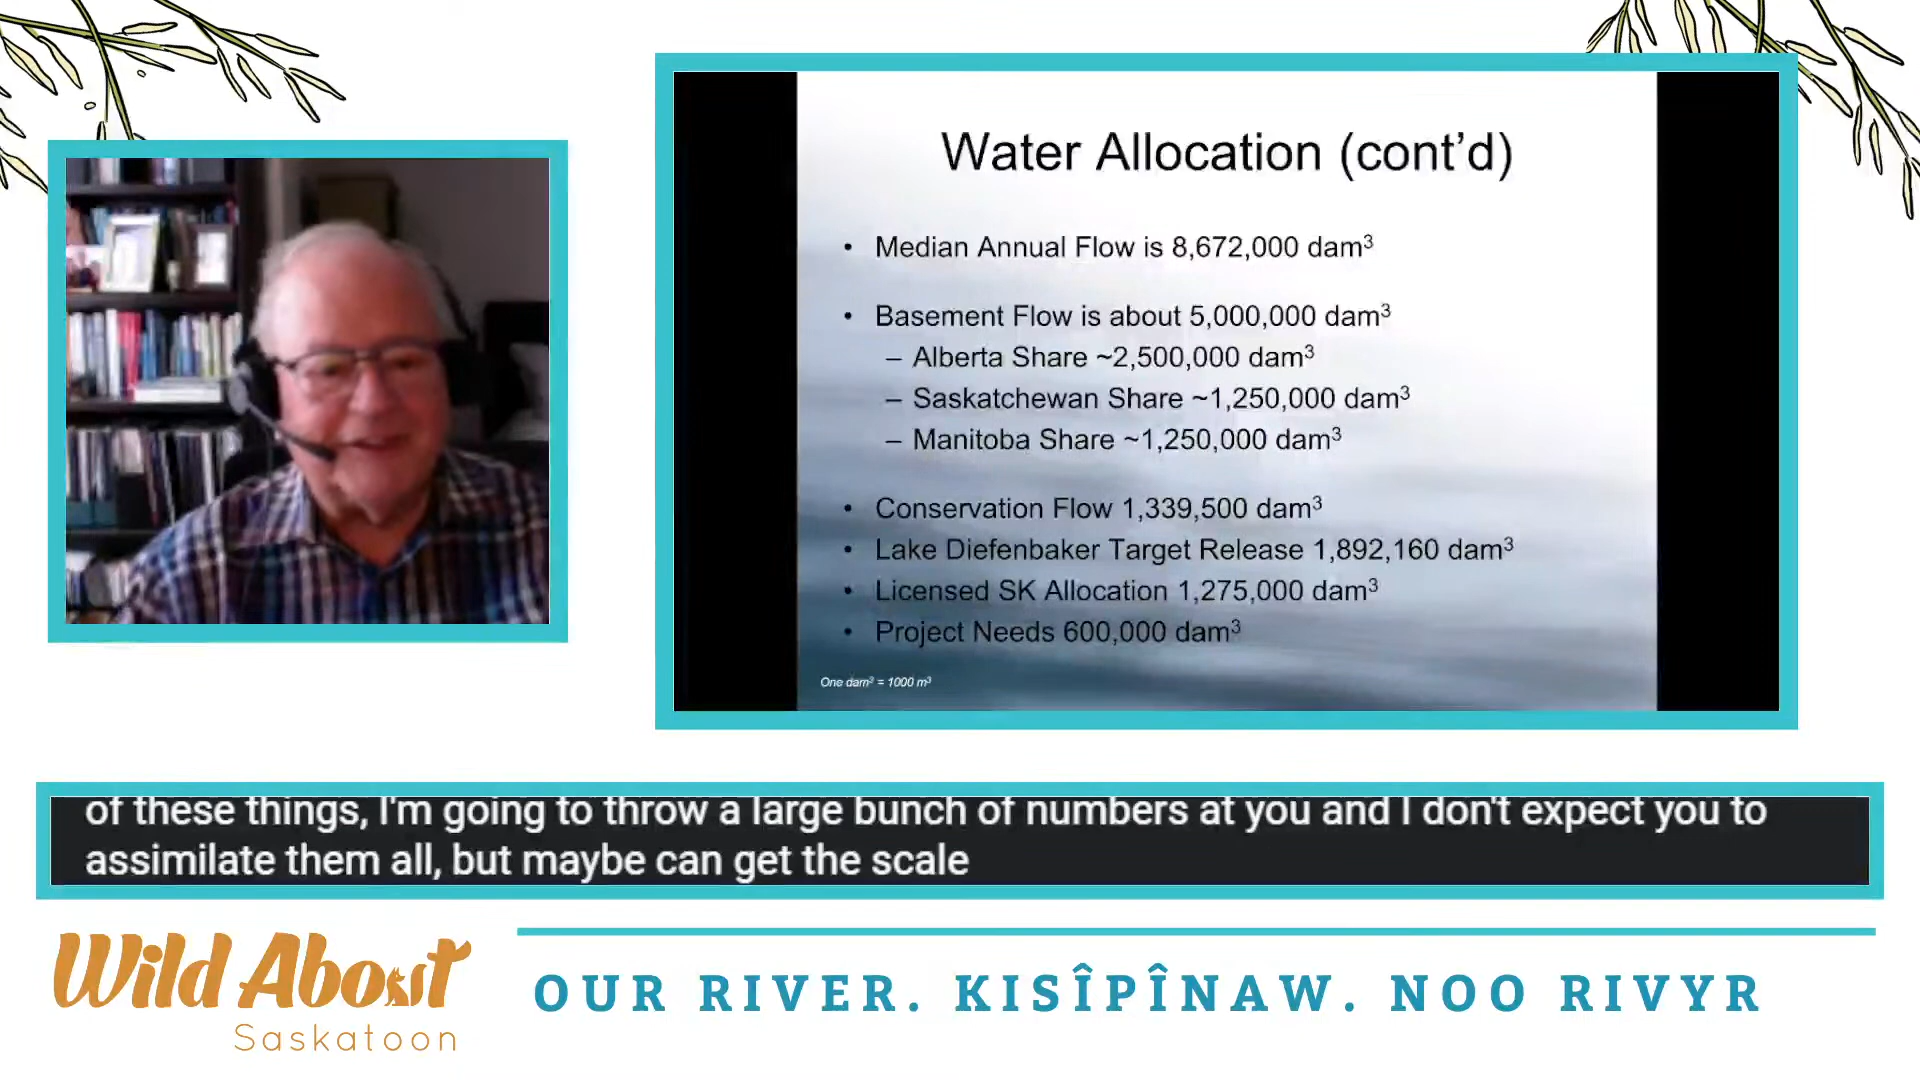 Water Allocation (cont’d)
• Median Annual Flow is 8,672,000 dam³
• Basement Flow is about 5,000,000 dam³
– Alberta Share ~2,500,000 dam³
– Saskatchewan Share ~1,250,000 dam³
– Manitoba Share ~1,250,000 dam³
• Conservation Flow 1,339,500 dam³
• Lake Diefenbaker Target Release 1,892,160 dam³
• Licensed SK Allocation 1,275,000 dam³
• Project Needs 600,000 dam³
One dam³ = 1000 m³
of these things, I'm going to throw a large bunch of numbers at you and I don't expect you to
assimilate them all, but maybe can get the scale
Wild About
Saskatoon
OUR RIVER. KISÎPÎNAW. NOO RIVYR